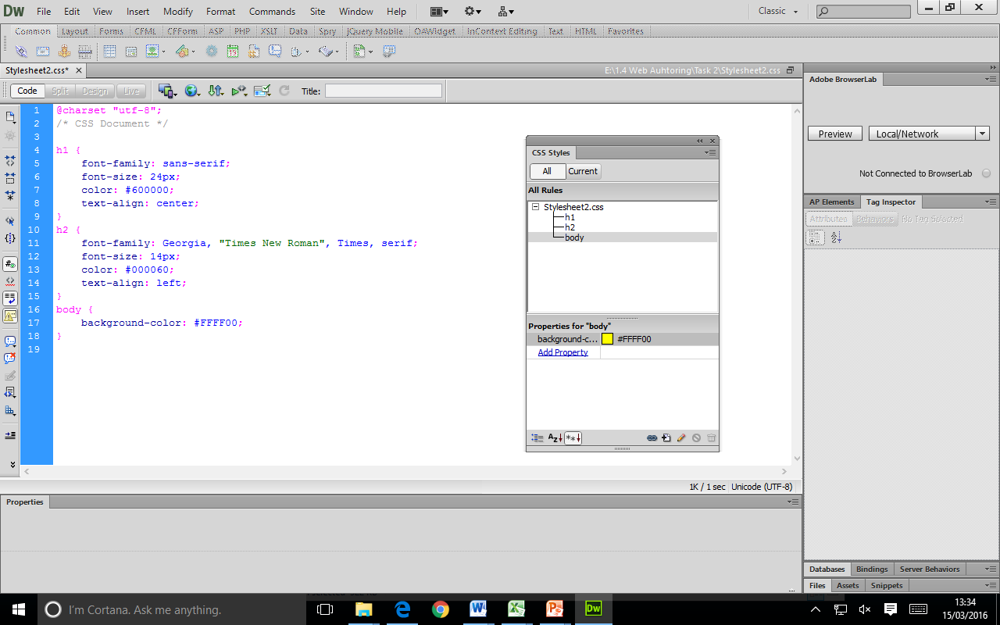 Dw File Edit View Insert Modify Format Commands Site Window Help Classic
Common Layout Forms CFML CFForm ASP PHP XSLT Data Spry jQuery Mobile OAWidget InContext Editing Text HTML Favorites
Stylesheet2.css* E:\1.4 Web Auhtoring\Task 2\Stylesheet2.css
Code Split Design Live Title:
1 @charset "utf-8";
2 /* CSS Document */
3
4 h1 {
5 font-family: sans-serif;
6 font-size: 24px;
7 color: #600000;
8 text-align: center;
9 }
10 h2 {
11 font-family: Georgia, "Times New Roman", Times, serif;
12 font-size: 14px;
13 color: #000060;
14 text-align: left;
15 }
16 body {
17 background-color: #FFFF00;
18 }
19
CSS Styles
All Current
All Rules
Stylesheet2.css
h1
h2
body
Properties for "body"
background-c... #FFFF00
Add Property
Adobe BrowserLab
Preview Local/Network
Not Connected to BrowserLab
AP Elements Tag Inspector
Attributes Behaviors No Tag Selected
1K / 1 sec Unicode (UTF-8)
Properties
Databases Bindings Server Behaviors
Files Assets Snippets
I'm Cortana. Ask me anything.
Dw
13:34
15/03/2016